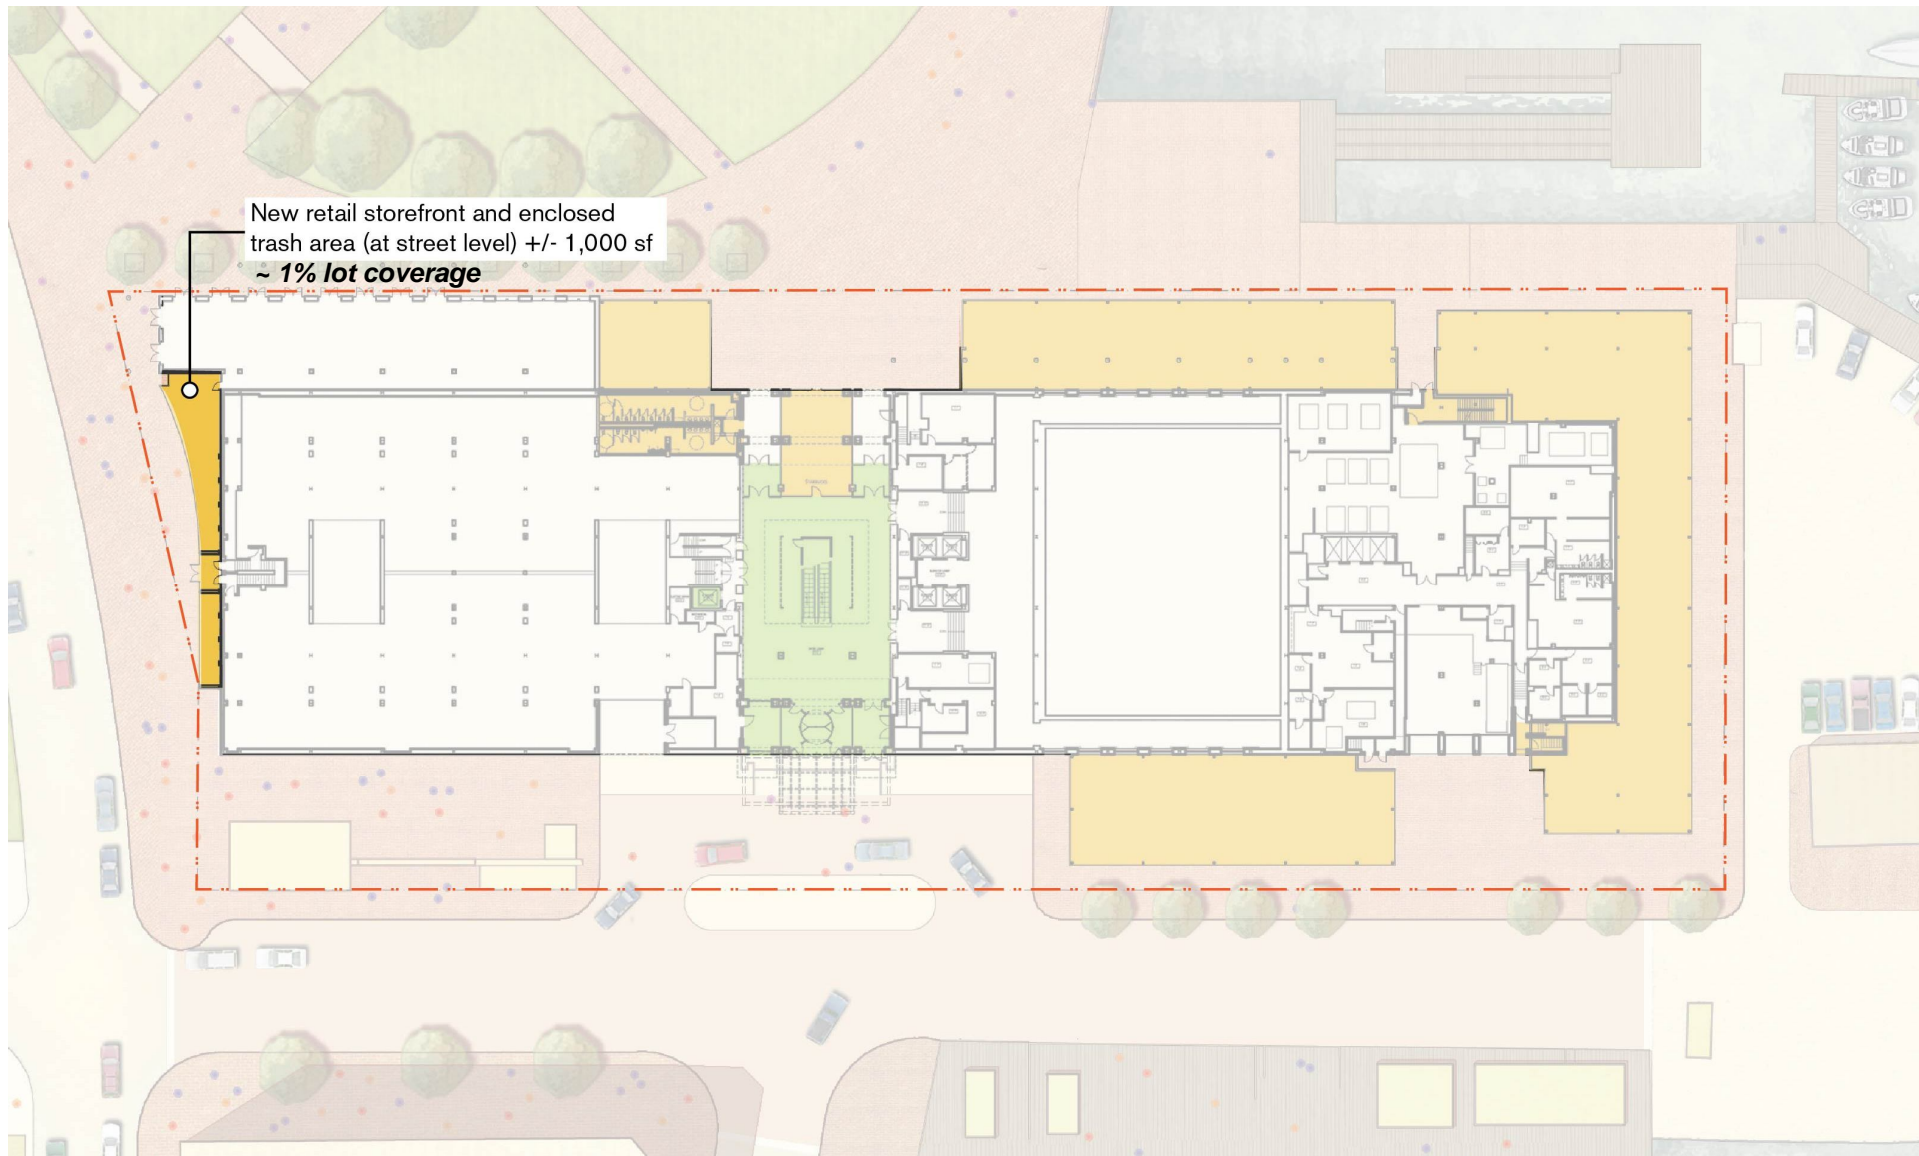 New retail storefront and enclosed
trash area (at street level) +/- 1,000 sf
~ 1% lot coverage